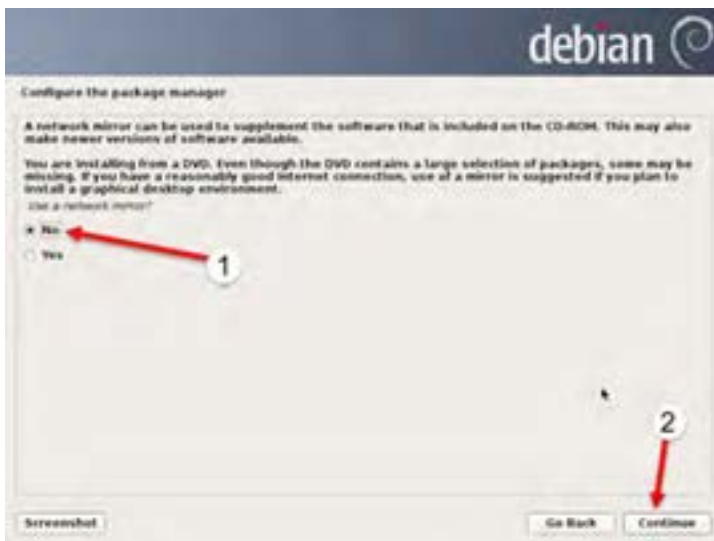 debian
Configure the package manager
A network mirror can be used to supplement the software that is included on the CD-ROM. This may also
make newer versions of software available.
You are installing from a DVD. Even though the DVD contains a large selection of packages, some may be
missing. If you have a reasonably good Internet connection, use of a mirror is suggested if you plan to
install a graphical desktop environment.
Use a network mirror?
No
Yes
1
2
Screenshot
Go Back
Continue